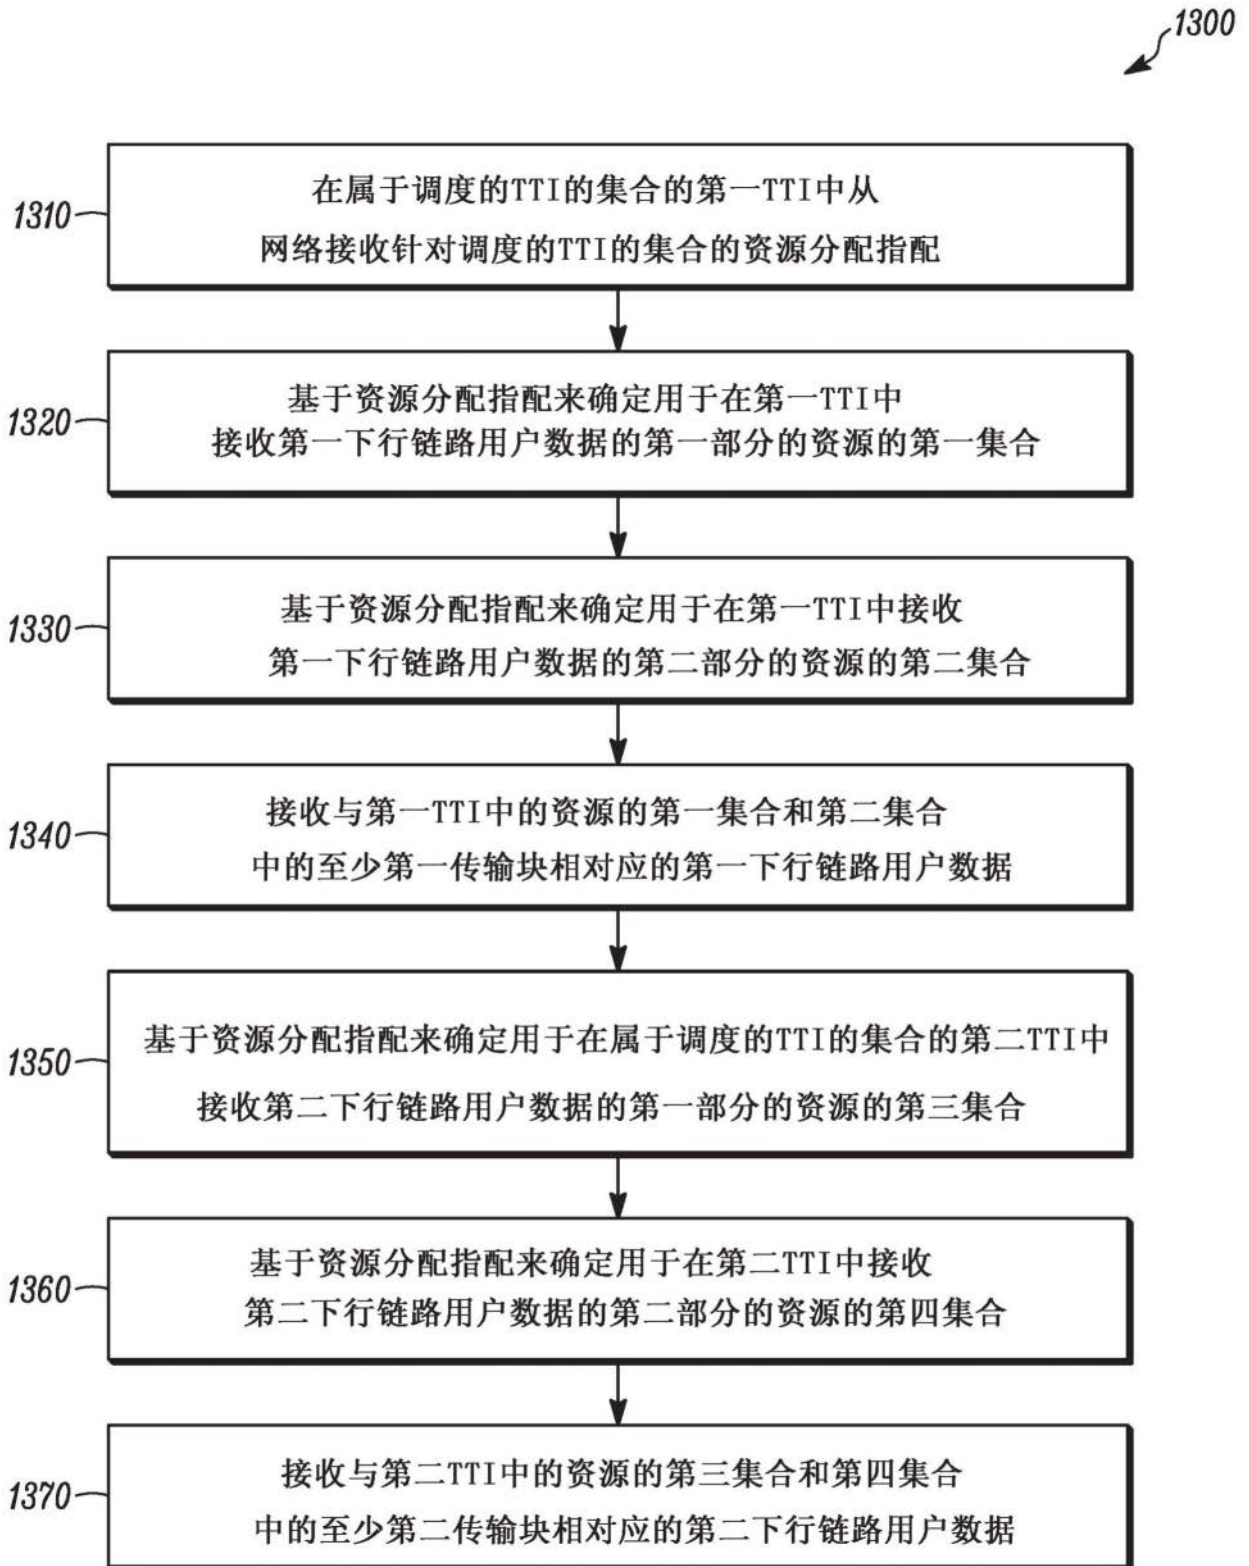 1300
1310
在属于调度的TTI的集合的第一TTI中从
网络接收针对调度的TTI的集合的资源分配指配
1320
基于资源分配指配来确定用于在第一TTI中
接收第一下行链路用户数据的第一部分的资源的第一集合
1330
基于资源分配指配来确定用于在第一TTI中接收
第一下行链路用户数据的第二部分的资源的第二集合
1340
接收与第一TTI中的资源的第一集合和第二集合
中的至少第一传输块相对应的第一下行链路用户数据
1350
基于资源分配指配来确定用于在属于调度的TTI的集合的第二TTI中
接收第二下行链路用户数据的第一部分的资源的第三集合
1360
基于资源分配指配来确定用于在第二TTI中接收
第二下行链路用户数据的第二部分的资源的第四集合
1370
接收与第二TTI中的资源的第三集合和第四集合
中的至少第二传输块相对应的第二下行链路用户数据